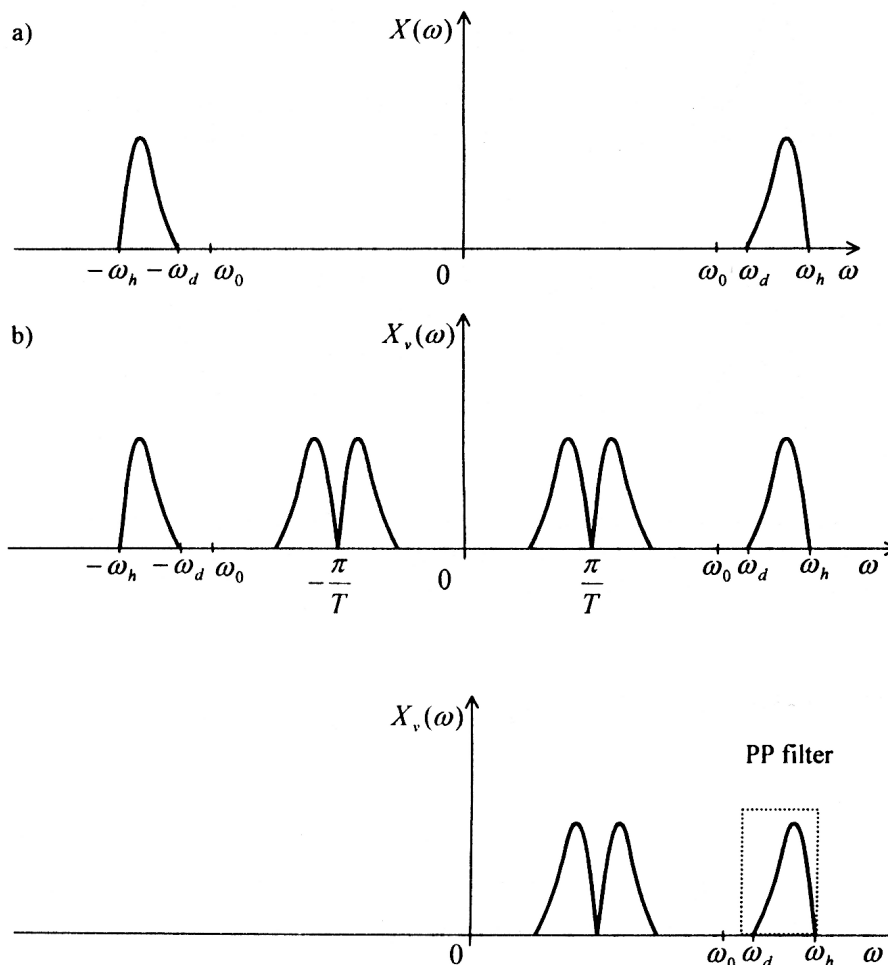 a)
X(ω)
−ω_h −ω_d ω_0 0 ω_0 ω_d ω_h ω
b)
X_v(ω)
−ω_h −ω_d ω_0 −π/T 0 π/T ω_0 ω_d ω_h ω
X_v(ω)
PP filter
0 ω_0 ω_d ω_h ω